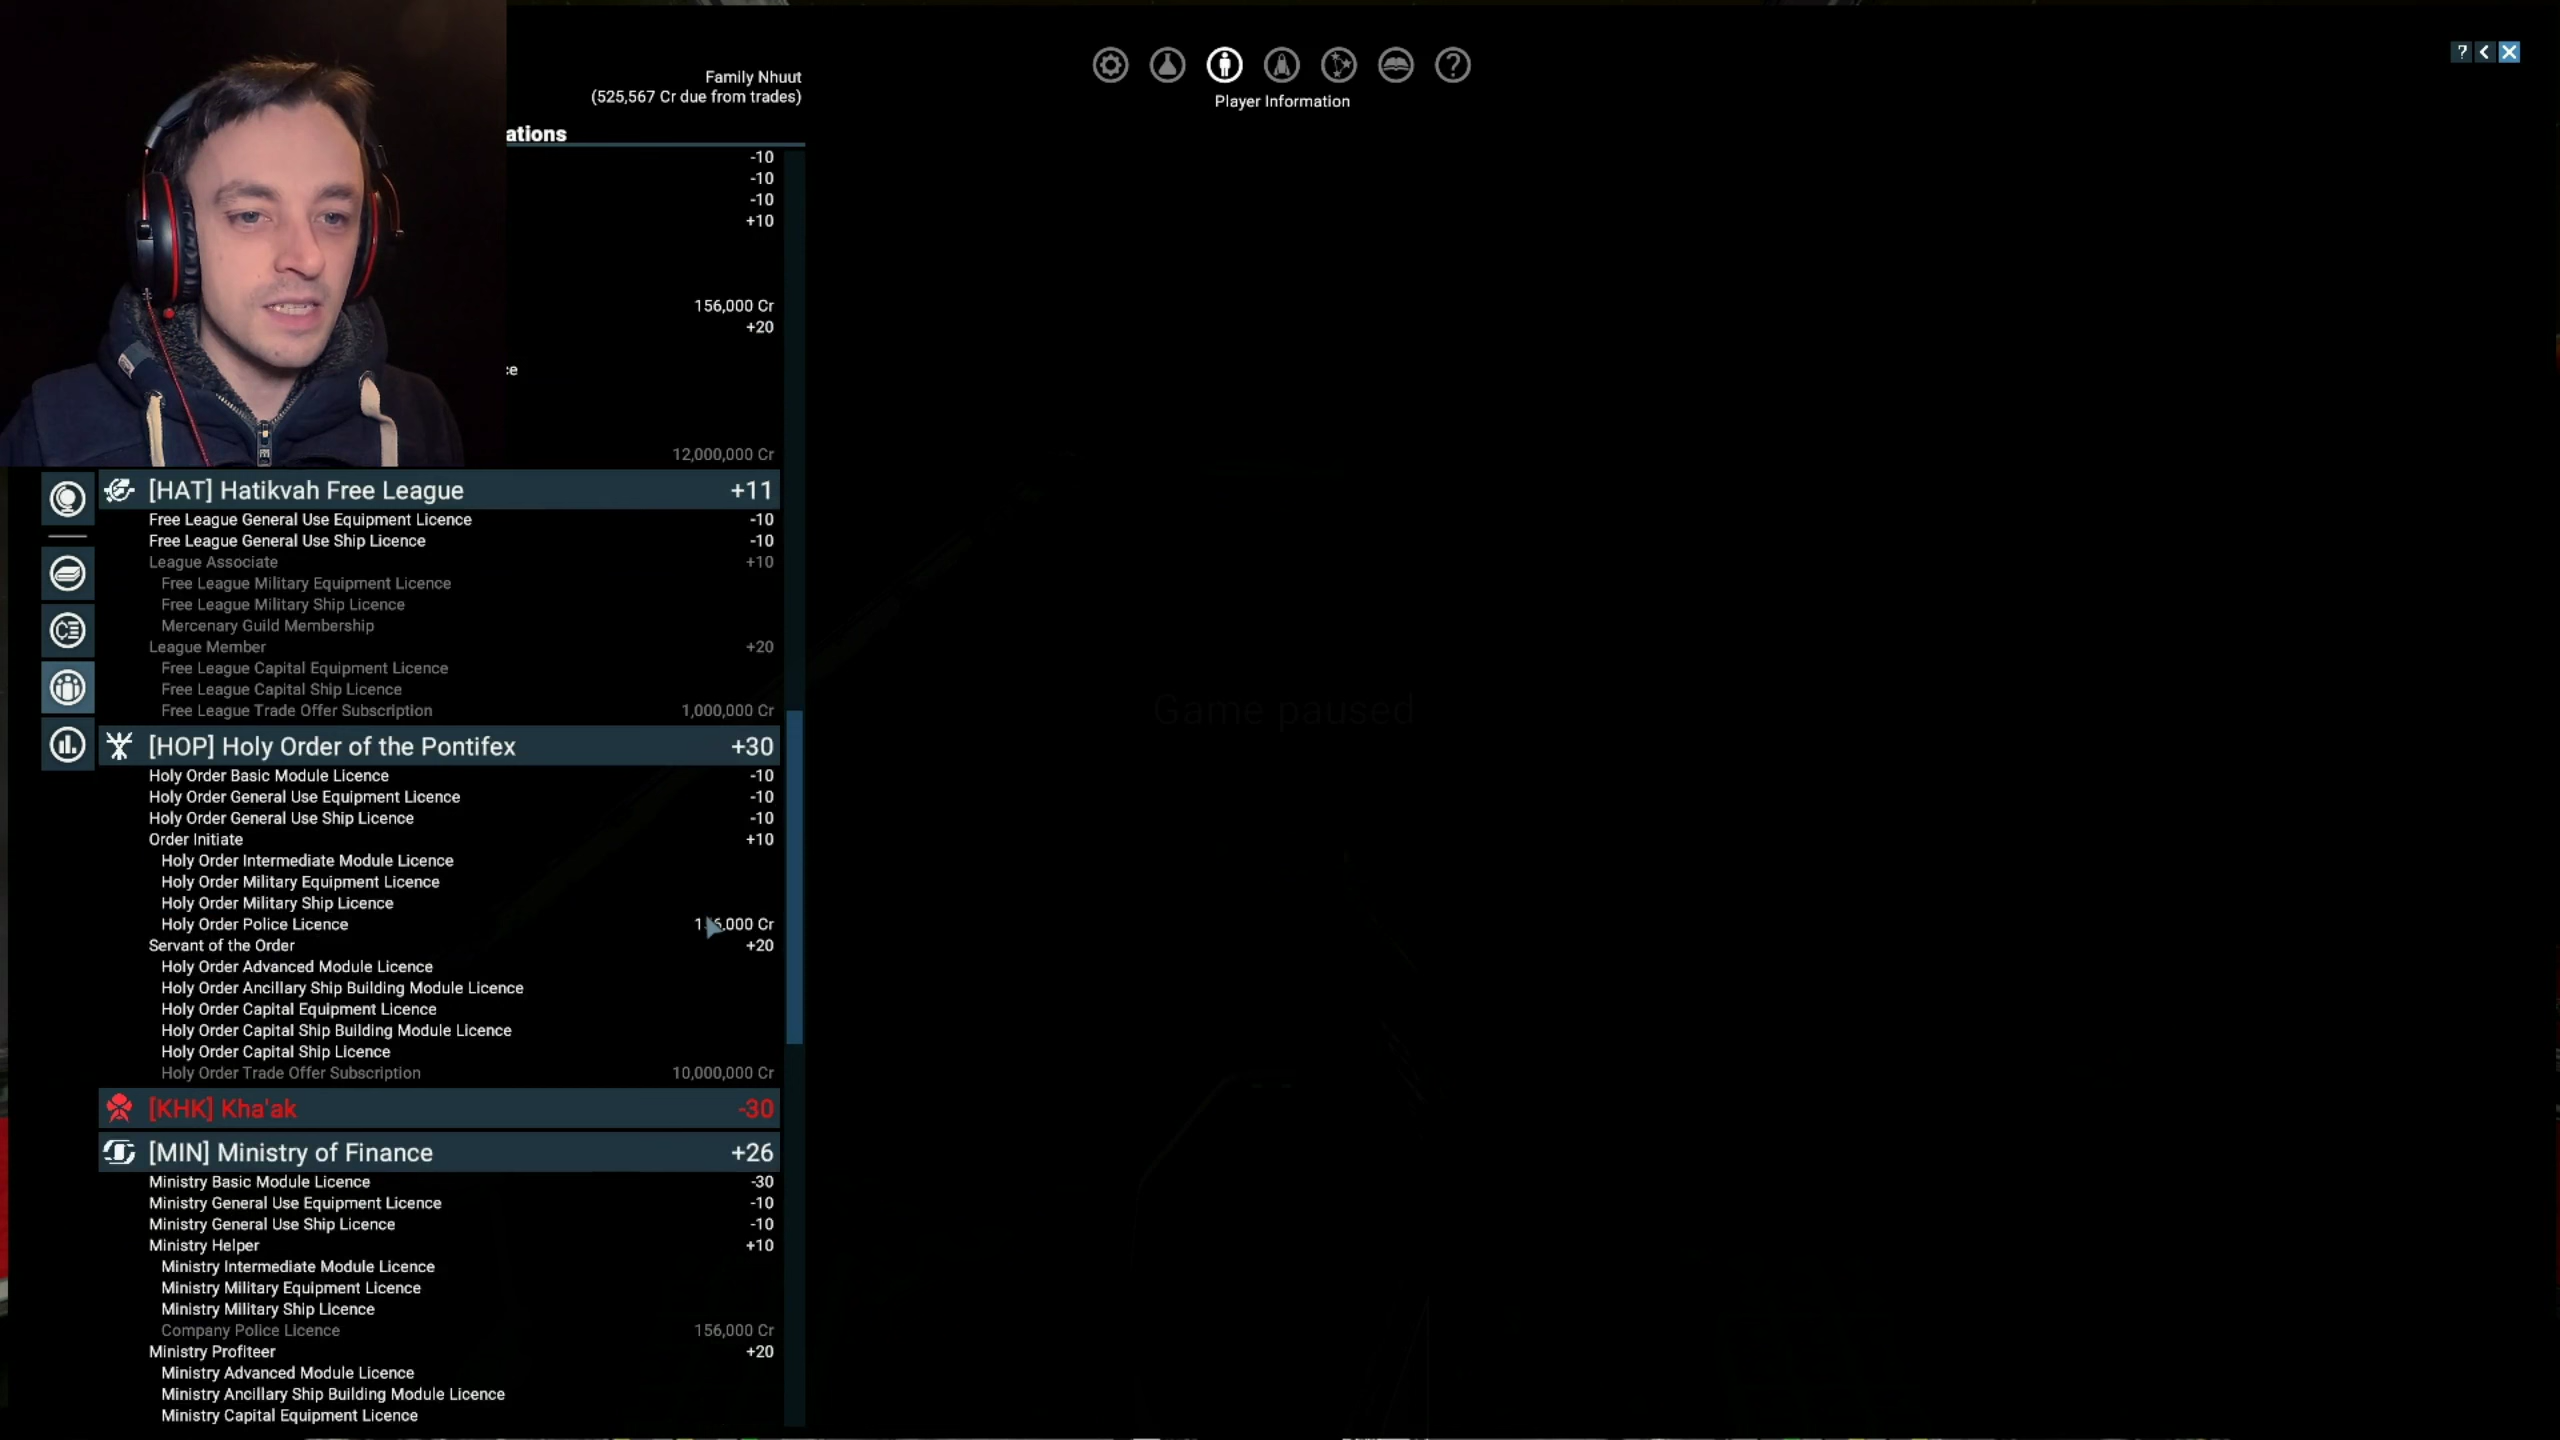 Family Nhuut
(525,567 Cr due from trades)
Player Information
ations
-10
-10
-10
+10
156,000 Cr
+20
ce
12,000,000 Cr
[HAT] Hatikvah Free League +11
Free League General Use Equipment Licence -10
Free League General Use Ship Licence -10
League Associate +10
Free League Military Equipment Licence
Free League Military Ship Licence
Mercenary Guild Membership
League Member +20
Free League Capital Equipment Licence
Free League Capital Ship Licence
Free League Trade Offer Subscription 1,000,000 Cr
Game paused
[HOP] Holy Order of the Pontifex +30
Holy Order Basic Module Licence -10
Holy Order General Use Equipment Licence -10
Holy Order General Use Ship Licence -10
Order Initiate +10
Holy Order Intermediate Module Licence
Holy Order Military Equipment Licence
Holy Order Military Ship Licence
Holy Order Police Licence Cr
Servant of the Order +20
Holy Order Advanced Module Licence
Holy Order Ancillary Ship Building Module Licence
Holy Order Capital Equipment Licence
Holy Order Capital Ship Building Module Licence
Holy Order Capital Ship Licence
Holy Order Trade Offer Subscription 10,000,000 Cr
[KHK] Kha'ak -30
[MIN] Ministry of Finance +26
Ministry Basic Module Licence -30
Ministry General Use Equipment Licence -10
Ministry General Use Ship Licence -10
Ministry Helper +10
Ministry Intermediate Module Licence
Ministry Military Equipment Licence
Ministry Military Ship Licence
Company Police Licence 156,000 Cr
Ministry Profiteer +20
Ministry Advanced Module Licence
Ministry Ancillary Ship Building Module Licence
Ministry Capital Equipment Licence